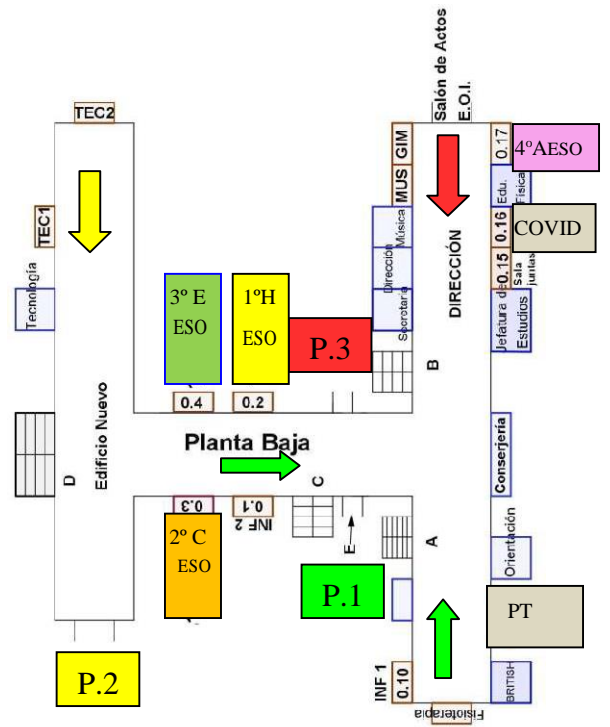 Salón de Actos
E.O.I.
TEC2
GIM
0.17
4ºAESO
MUS
Edu.
Física
TEC1
Música
0.16
COVID
Tecnología
Dirección
DIRECCIÓN
0.15
Sala
juntas
3º E
ESO
1ºH
ESO
P.3
Secretaría
Jefatura de
Estudios
B
0.4
0.2
Edificio Nuevo
Planta Baja
D
C
Conserjería
0.3
0.1
INF 2
E
A
Orientación
2º C
ESO
P.1
PT
P.2
INF 1
0.10
BRITISH
Fisioterapia